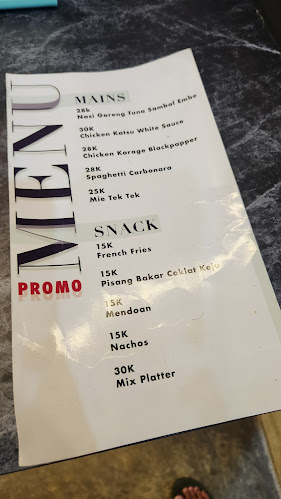 MENU
PROMO
MAINS
28k
Nasi Goreng Tuna Sambal Embe
30K
Chicken Katsu White Sauce
28K
Chicken Karage Blackpapper
28K
Spaghetti Carbonara
25K
Mie Tek Tek
SNACK
15K
French Fries
15K
Pisang Bakar Ceklat Keju
15K
Mendoan
15K
Nachos
30K
Mix Platter